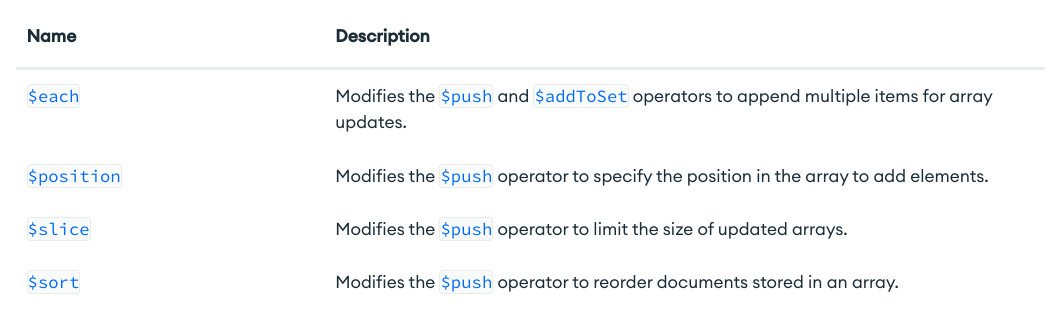 Name Description
$each Modifies the $push and $addToSet operators to append multiple items for array
updates.
$position Modifies the $push operator to specify the position in the array to add elements.
$slice Modifies the $push operator to limit the size of updated arrays.
$sort Modifies the $push operator to reorder documents stored in an array.